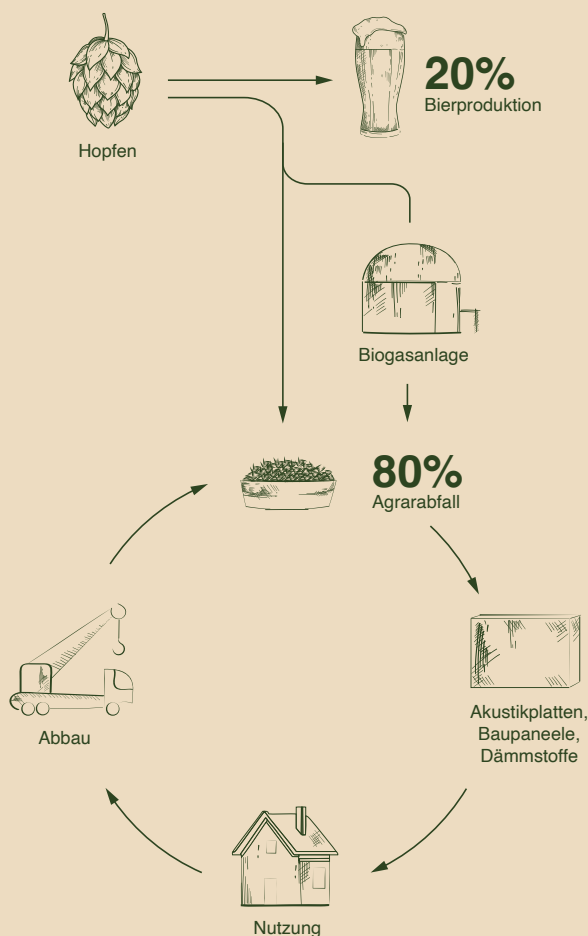 20%
Bierproduktion
Hopfen
Biogasanlage
80%
Agrarabfall
Akustikplatten,
Baupaneele,
Dämmstoffe
Abbau
Nutzung